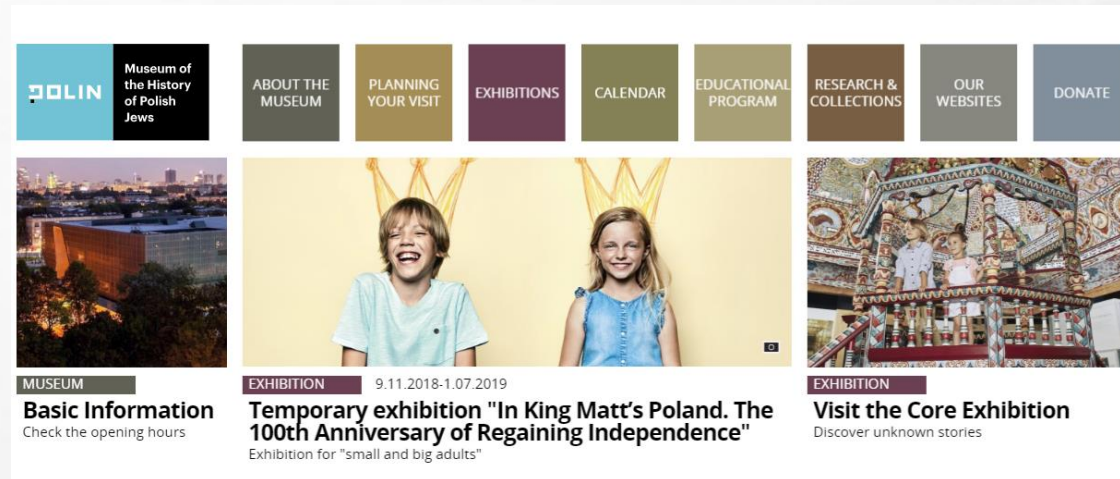 POLIN
Museum of
the History
of Polish
Jews
ABOUT THE
MUSEUM
PLANNING
YOUR VISIT
EXHIBITIONS
CALENDAR
EDUCATIONAL
PROGRAM
RESEARCH &
COLLECTIONS
OUR
WEBSITES
DONATE
MUSEUM
Basic Information
Check the opening hours
EXHIBITION 9.11.2018-1.07.2019
Temporary exhibition "In King Matt’s Poland. The
100th Anniversary of Regaining Independence"
Exhibition for "small and big adults"
EXHIBITION
Visit the Core Exhibition
Discover unknown stories